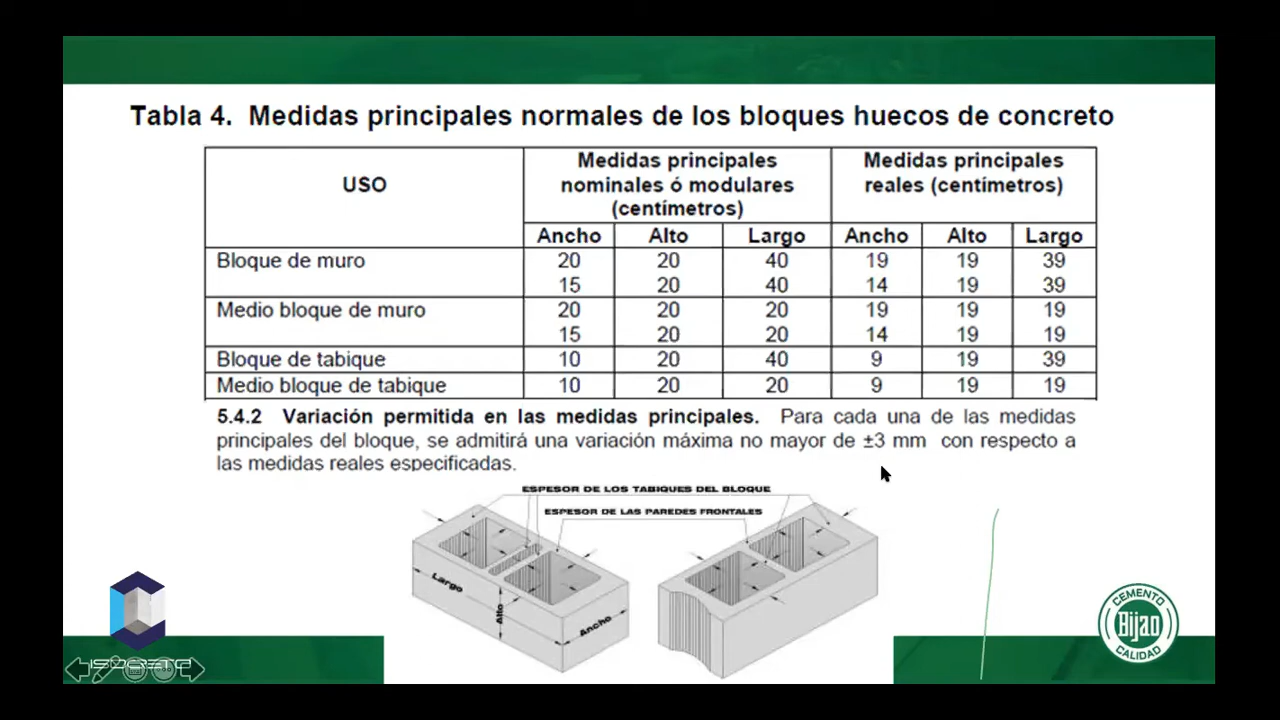 Tabla 4. Medidas principales normales de los bloques huecos de concreto
USO
Medidas principales nominales ó modulares (centímetros)
Medidas principales reales (centímetros)
Ancho Alto Largo Ancho Alto Largo
Bloque de muro 20 20 40 19 19 39
15 20 40 14 19 39
Medio bloque de muro 20 20 20 19 19 19
15 20 20 14 19 19
Bloque de tabique 10 20 40 9 19 39
Medio bloque de tabique 10 20 20 9 19 19
5.4.2 Variación permitida en las medidas principales. Para cada una de las medidas
principales del bloque, se admitirá una variación máxima no mayor de ±3 mm con respecto a
las medidas reales especificadas.
ESPESOR DE LOS TABIQUES DEL BLOQUE
ESPESOR DE LAS PAREDES FRONTALES
Largo
Alto
Ancho
ISOCRETO
CEMENTO
Bijao
CALIDAD